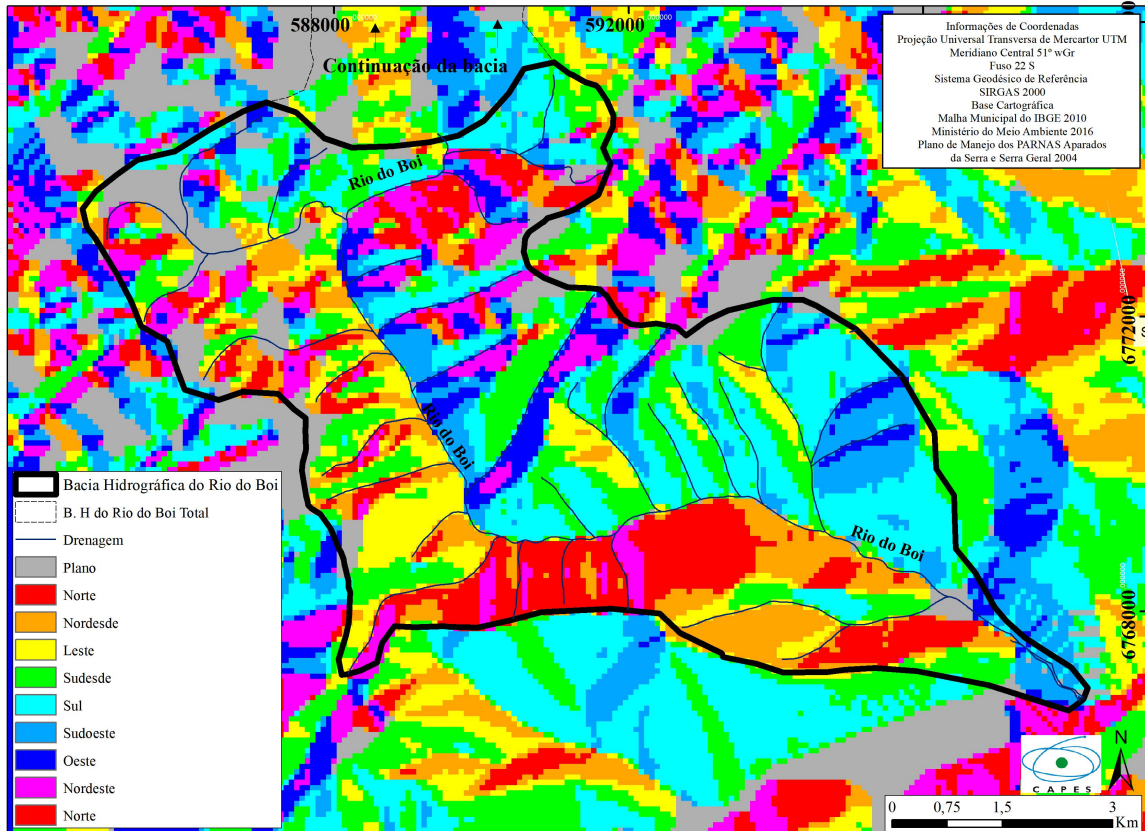 588000
592000
Continuação da bacia
Informações de Coordenadas
Projeção Universal Transversa de Mercartor UTM
Meridiano Central 51° wGr
Fuso 22 S
Sistema Geodésico de Referência
SIRGAS 2000
Base Cartográfica
Malha Municipal do IBGE 2010
Ministério do Meio Ambiente 2016
Plano de Manejo dos PARNAS Aparados
da Serra e Serra Geral 2004
Rio do Boi
6772000
Rio do Boi
Rio do Boi
6768000
Bacia Hidrográfica do Rio do Boi
B. H do Rio do Boi Total
Drenagem
Plano
Norte
Nordesde
Leste
Sudesde
Sul
Sudoeste
Oeste
Nordeste
Norte
CAPES
N
0 0,75 1,5 3
Km